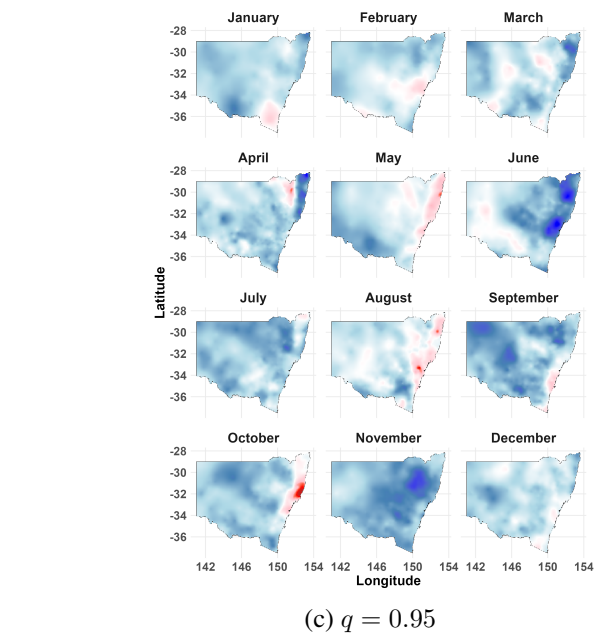 January February March
-28
-30
-32
-34
-36
April May June
-28
-30
-32
-34
-36
July August September
-28
-30
-32
-34
-36
October November December
-28
-30
-32
-34
-36
142 146 150 154 142 146 150 154 142 146 150 154
Latitude
Longitude
(c) q = 0.95